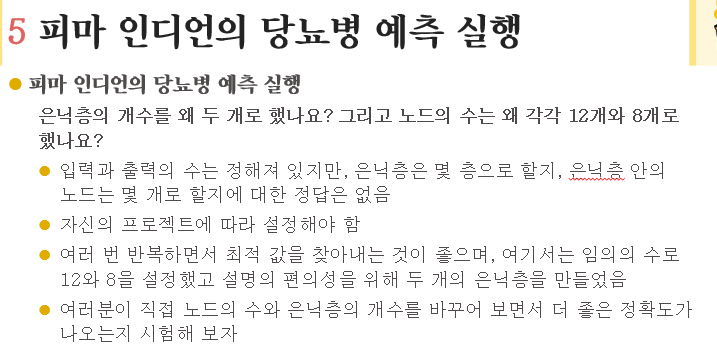 5 피마 인디언의 당뇨병 예측 실행
피마 인디언의 당뇨병 예측 실행
은닉층의 개수를 왜 두 개로 했나요? 그리고 노드의 수는 왜 각각 12개와 8개로
했나요?
입력과 출력의 수는 정해져 있지만, 은닉층은 몇 층으로 할지, 은닉층 안의
노드는 몇 개로 할지에 대한 정답은 없음
자신의 프로젝트에 따라 설정해야 함
여러 번 반복하면서 최적 값을 찾아내는 것이 좋으며, 여기서는 임의의 수로
12와 8을 설정했고 설명의 편의성을 위해 두 개의 은닉층을 만들었음
여러분이 직접 노드의 수와 은닉층의 개수를 바꾸어 보면서 더 좋은 정확도가
나오는지 시험해 보자